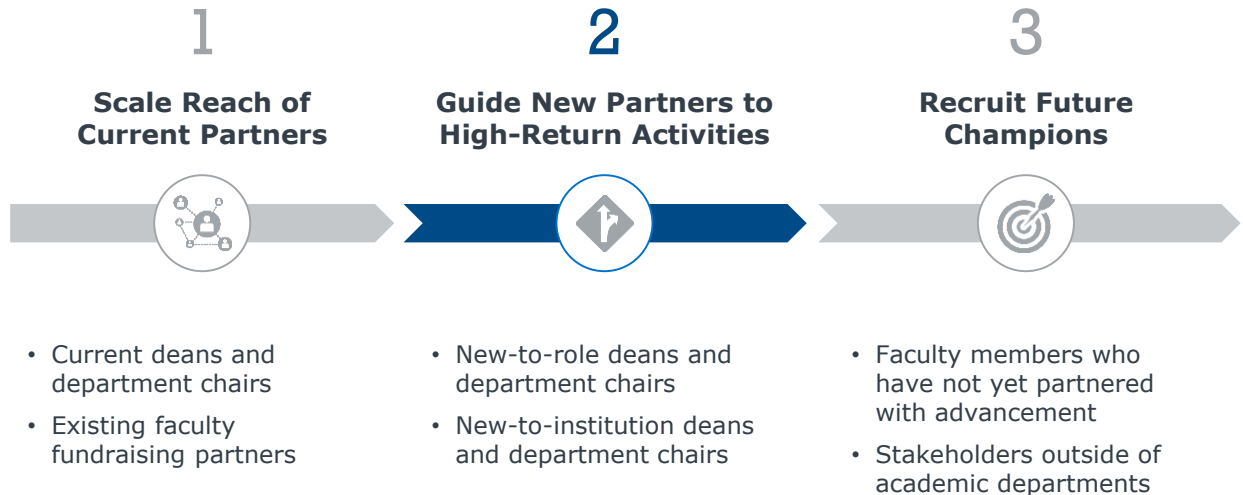 1
Scale Reach of
Current Partners
• Current deans and
department chairs
• Existing faculty
fundraising partners
2
Guide New Partners to
High-Return Activities
• New-to-role deans and
department chairs
• New-to-institution deans
and department chairs
3
Recruit Future
Champions
• Faculty members who
have not yet partnered
with advancement
• Stakeholders outside of
academic departments